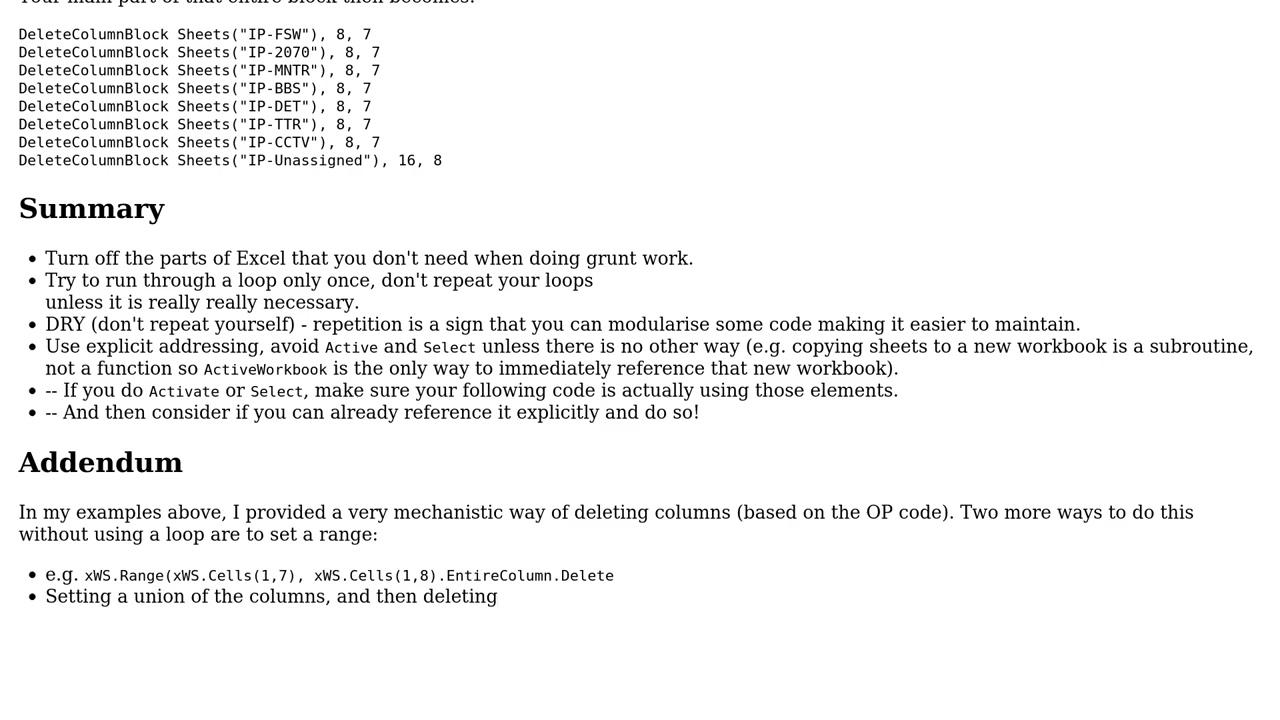 Your main part of that entire block then becomes:
DeleteColumnBlock Sheets("IP-FSW"), 8, 7
DeleteColumnBlock Sheets("IP-2070"), 8, 7
DeleteColumnBlock Sheets("IP-MNTR"), 8, 7
DeleteColumnBlock Sheets("IP-BBS"), 8, 7
DeleteColumnBlock Sheets("IP-DET"), 8, 7
DeleteColumnBlock Sheets("IP-TTR"), 8, 7
DeleteColumnBlock Sheets("IP-CCTV"), 8, 7
DeleteColumnBlock Sheets("IP-Unassigned"), 16, 8
Summary
• Turn off the parts of Excel that you don't need when doing grunt work.
• Try to run through a loop only once, don't repeat your loops
unless it is really really necessary.
• DRY (don't repeat yourself) - repetition is a sign that you can modularise some code making it easier to maintain.
• Use explicit addressing, avoid Active and Select unless there is no other way (e.g. copying sheets to a new workbook is a subroutine,
not a function so ActiveWorkbook is the only way to immediately reference that new workbook).
• -- If you do Activate or Select, make sure your following code is actually using those elements.
• -- And then consider if you can already reference it explicitly and do so!
Addendum
In my examples above, I provided a very mechanistic way of deleting columns (based on the OP code). Two more ways to do this
without using a loop are to set a range:
• e.g. xWS.Range(xWS.Cells(1,7), xWS.Cells(1,8).EntireColumn.Delete
• Setting a union of the columns, and then deleting